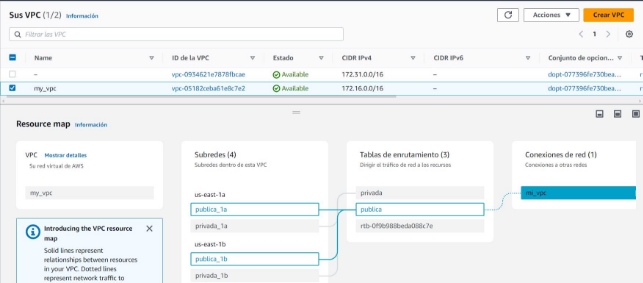 Sus VPC (1/2) Información
Acciones ▼
Crear VPC
Filtrar las VPC
< 1 >
Name ID de la VPC Estado CIDR IPv4 CIDR IPv6 Conjunto de opcion...
– vpc-0934621e7878fbcae Available 172.31.0.0/16 – dopt-077396fe730bea...
my_vpc vpc-05182ceba61e8c7e2 Available 172.16.0.0/16 – dopt-077396fe730bea...
Resource map Información
VPC Mostrar detalles
Su red virtual de AWS
my_vpc
Introducing the VPC resource
map
Solid lines represent
relationships between resources
in your VPC. Dotted lines
represent network traffic to
Subredes (4)
Subredes dentro de esta VPC
us-east-1a
publica_1a
privada_1a
us-east-1b
publica_1b
privada_1b
Tablas de enrutamiento (3)
Dirigir el tráfico de red a los recursos
privada
publica
rtb-0f9b988beda088c7e
Conexiones de red (1)
Conexiones a otras redes
my_vpc